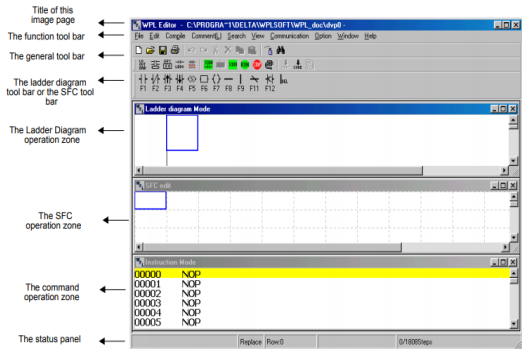 Title of this
image page
WPL Editor - C:\PROGRA~1\DELTA\WPLSOFT\WPL_doc\dvp0 -
The function tool bar
File Edit Compile Comment(L) Search View Communication Option Window Help
The general tool bar
The ladder diagram
tool bar or the SFC tool
bar
F1 F2 F3 F4 F5 F6 F7 F8 F9 F11 F12
DEL
Ladder diagram Mode
The Ladder Diagram
operation zone
SFC edit
The SFC
operation zone
Instruction Mode
The command
operation zone
00000 NOP
00001 NOP
00002 NOP
00003 NOP
00004 NOP
00005 NOP
The status panel
Replace Row:0 0/18085teps